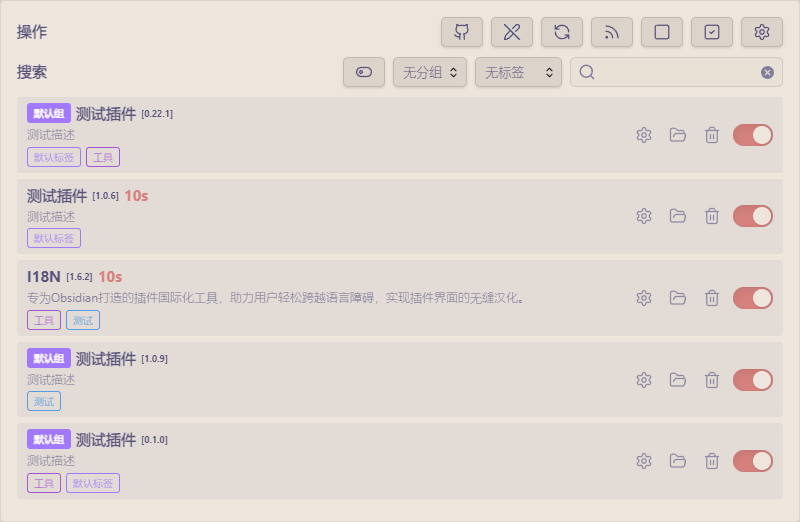 操作
搜索 无分组 无标签
默认组 测试插件 [0.22.1]
测试描述
默认标签 工具
测试插件 [1.0.6] 10s
测试描述
默认标签
I18N [1.6.2] 10s
专为Obsidian打造的插件国际化工具，助力用户轻松跨越语言障碍，实现插件界面的无缝汉化。
工具 测试
默认组 测试插件 [1.0.9]
测试描述
测试
默认组 测试插件 [0.1.0]
测试描述
工具 默认标签